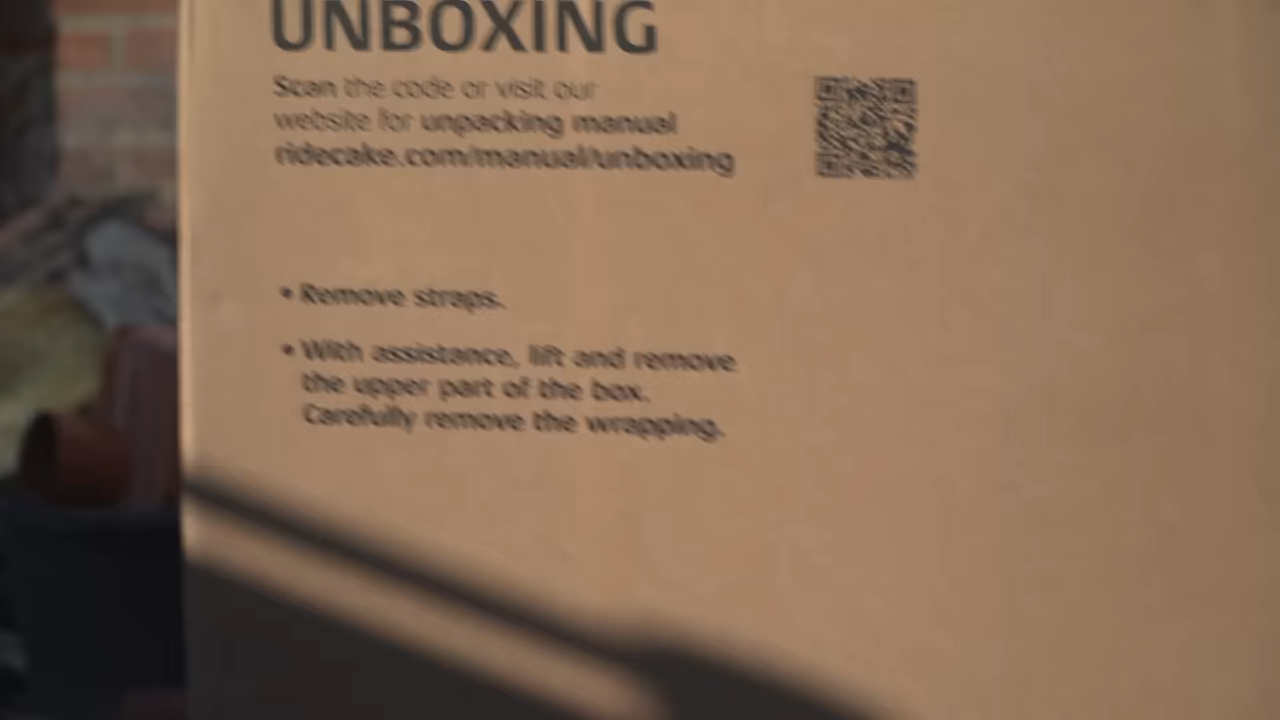 UNBOXING
Scan the code or visit our
website for unpacking manual
ridecake.com/manual/unboxing
• Remove straps.
• With assistance, lift and remove
the upper part of the box.
Carefully remove the wrapping.